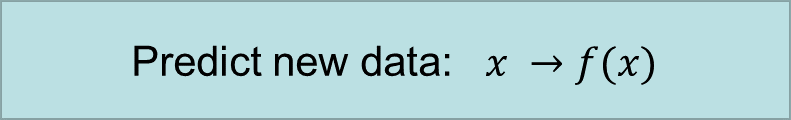 Predict new data: x → f(x)